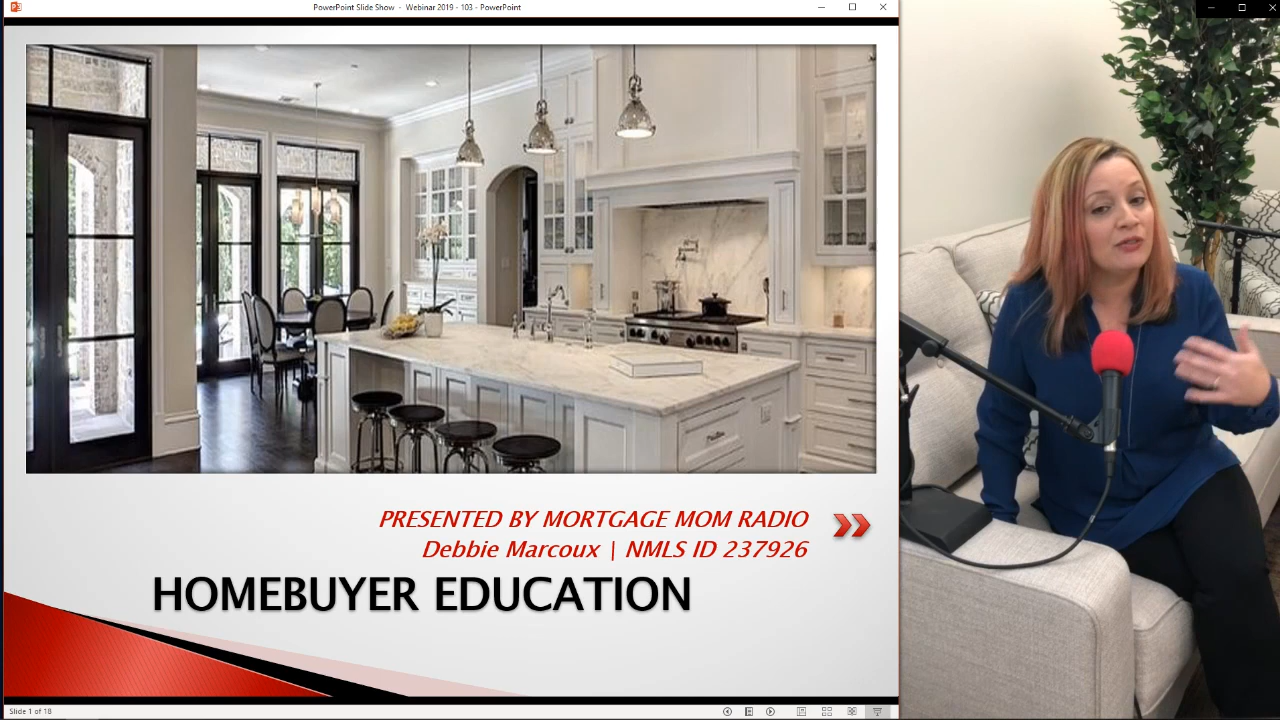 PowerPoint Slide Show - Webinar 2019 - 103 - PowerPoint
PRESENTED BY MORTGAGE MOM RADIO
Debbie Marcoux | NMLS ID 237926
HOMEBUYER EDUCATION
Slide 1 of 18